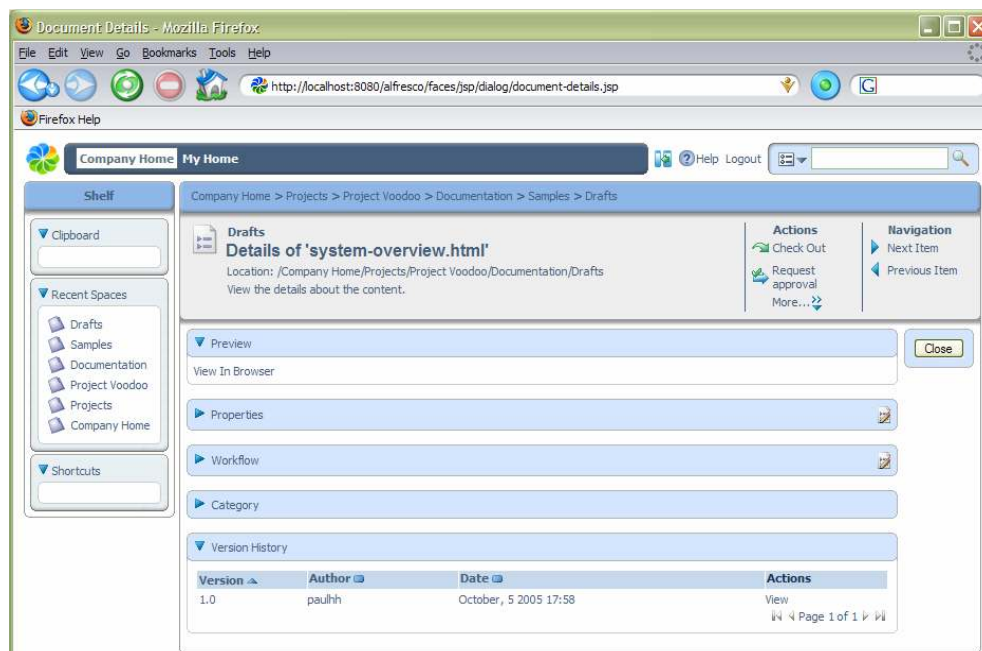 Document Details - Mozilla Firefox
File Edit View Go Bookmarks Tools Help
http://localhost:8080/alfresco/faces/jsp/dialog/document-details.jsp
G
Firefox Help
Company Home My Home
Help Logout
Shelf
Company Home > Projects > Project Voodoo > Documentation > Samples > Drafts
Clipboard
Recent Spaces
Drafts
Samples
Documentation
Project Voodoo
Projects
Company Home
Shortcuts
Drafts
Details of 'system-overview.html'
Location: /Company Home/Projects/Project Voodoo/Documentation/Drafts
View the details about the content.
Actions
Check Out
Request
approval
More...
Navigation
Next Item
Previous Item
Preview
Close
View In Browser
Properties
Workflow
Category
Version History
Version Author Date Actions
1.0 paulhh October, 5 2005 17:58 View
Page 1 of 1